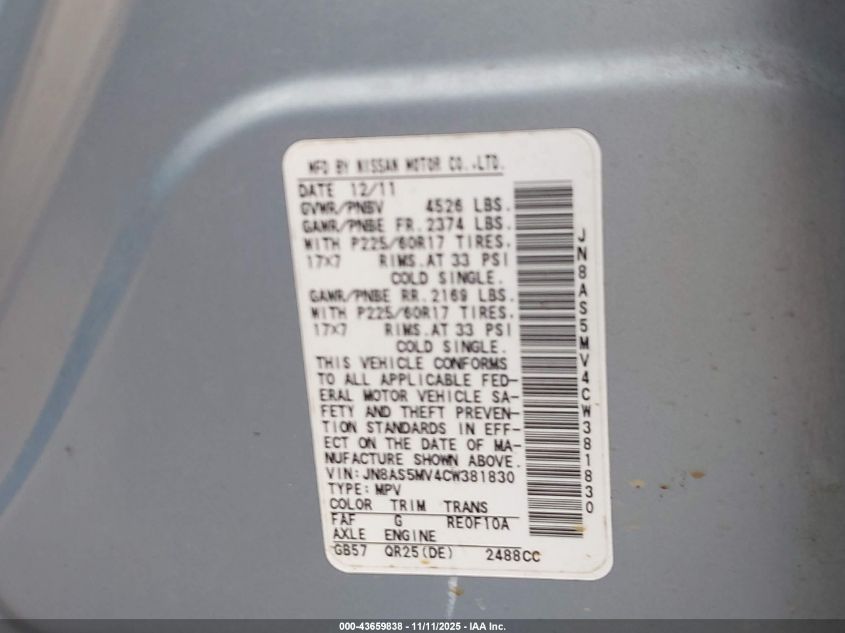 MFD BY NISSAN MOTOR CO.,LTD.
DATE 12/11
GVWR/PNBV 4526 LBS.
GAWR/PNBE FR. 2374 LBS.
WITH P225/60R17 TIRES.
17X7 RIMS.AT 33 PSI
COLD SINGLE.
GAWR/PNBE RR. 2169 LBS.
WITH P225/60R17 TIRES.
17X7 RIMS.AT 33 PSI
COLD SINGLE.
THIS VEHICLE CONFORMS
TO ALL APPLICABLE FED-
ERAL MOTOR VEHICLE SA-
FETY AND THEFT PREVEN-
TION STANDARDS IN EFF-
ECT ON THE DATE OF MA-
NUFACTURE SHOWN ABOVE.
VIN:JN8AS5MV4CW381830
TYPE:MPV
COLOR TRIM TRANS
FAF G RE0F10A
AXLE ENGINE
GB57 QR25(DE) 2488CC
JN8AS5MV4CW381830
000-43659838 - 11/11/2025 - IAA Inc.